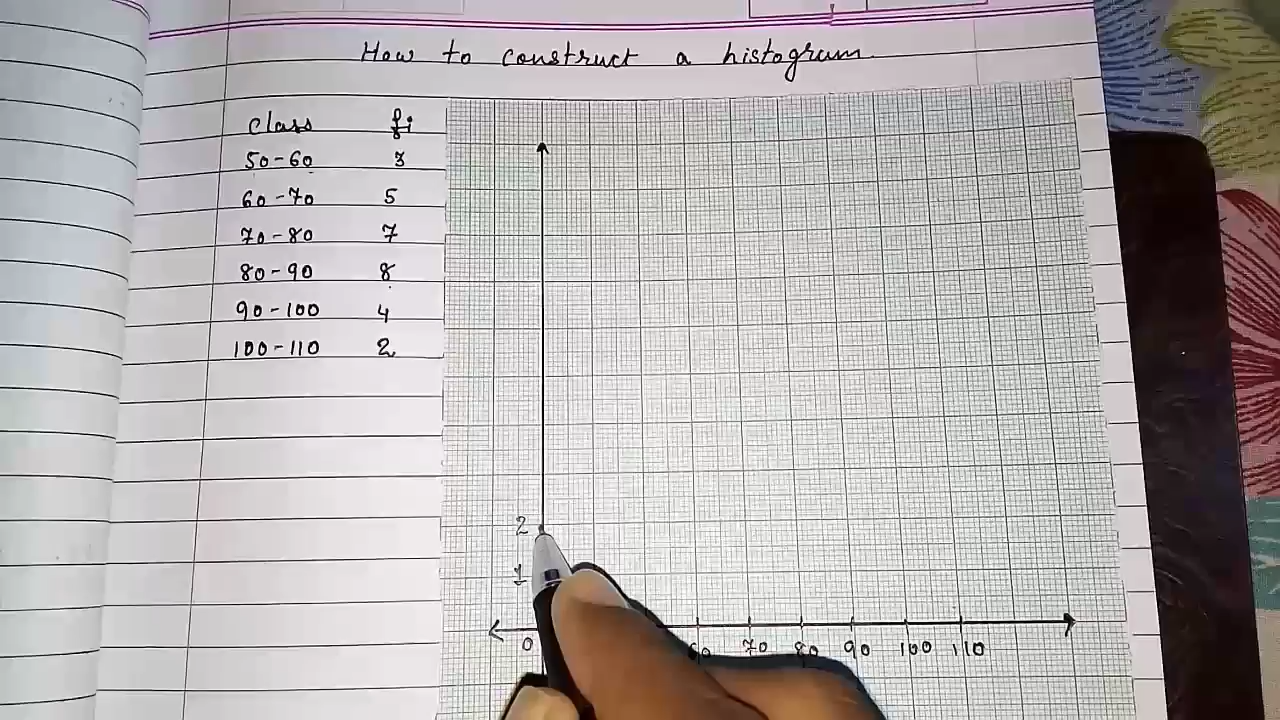 How to construct a histogram.
class fi
50-60 3
60-70 5
70-80 7
80-90 8
90-100 4
100-110 2
2
1
0 60 70 80 90 100 110